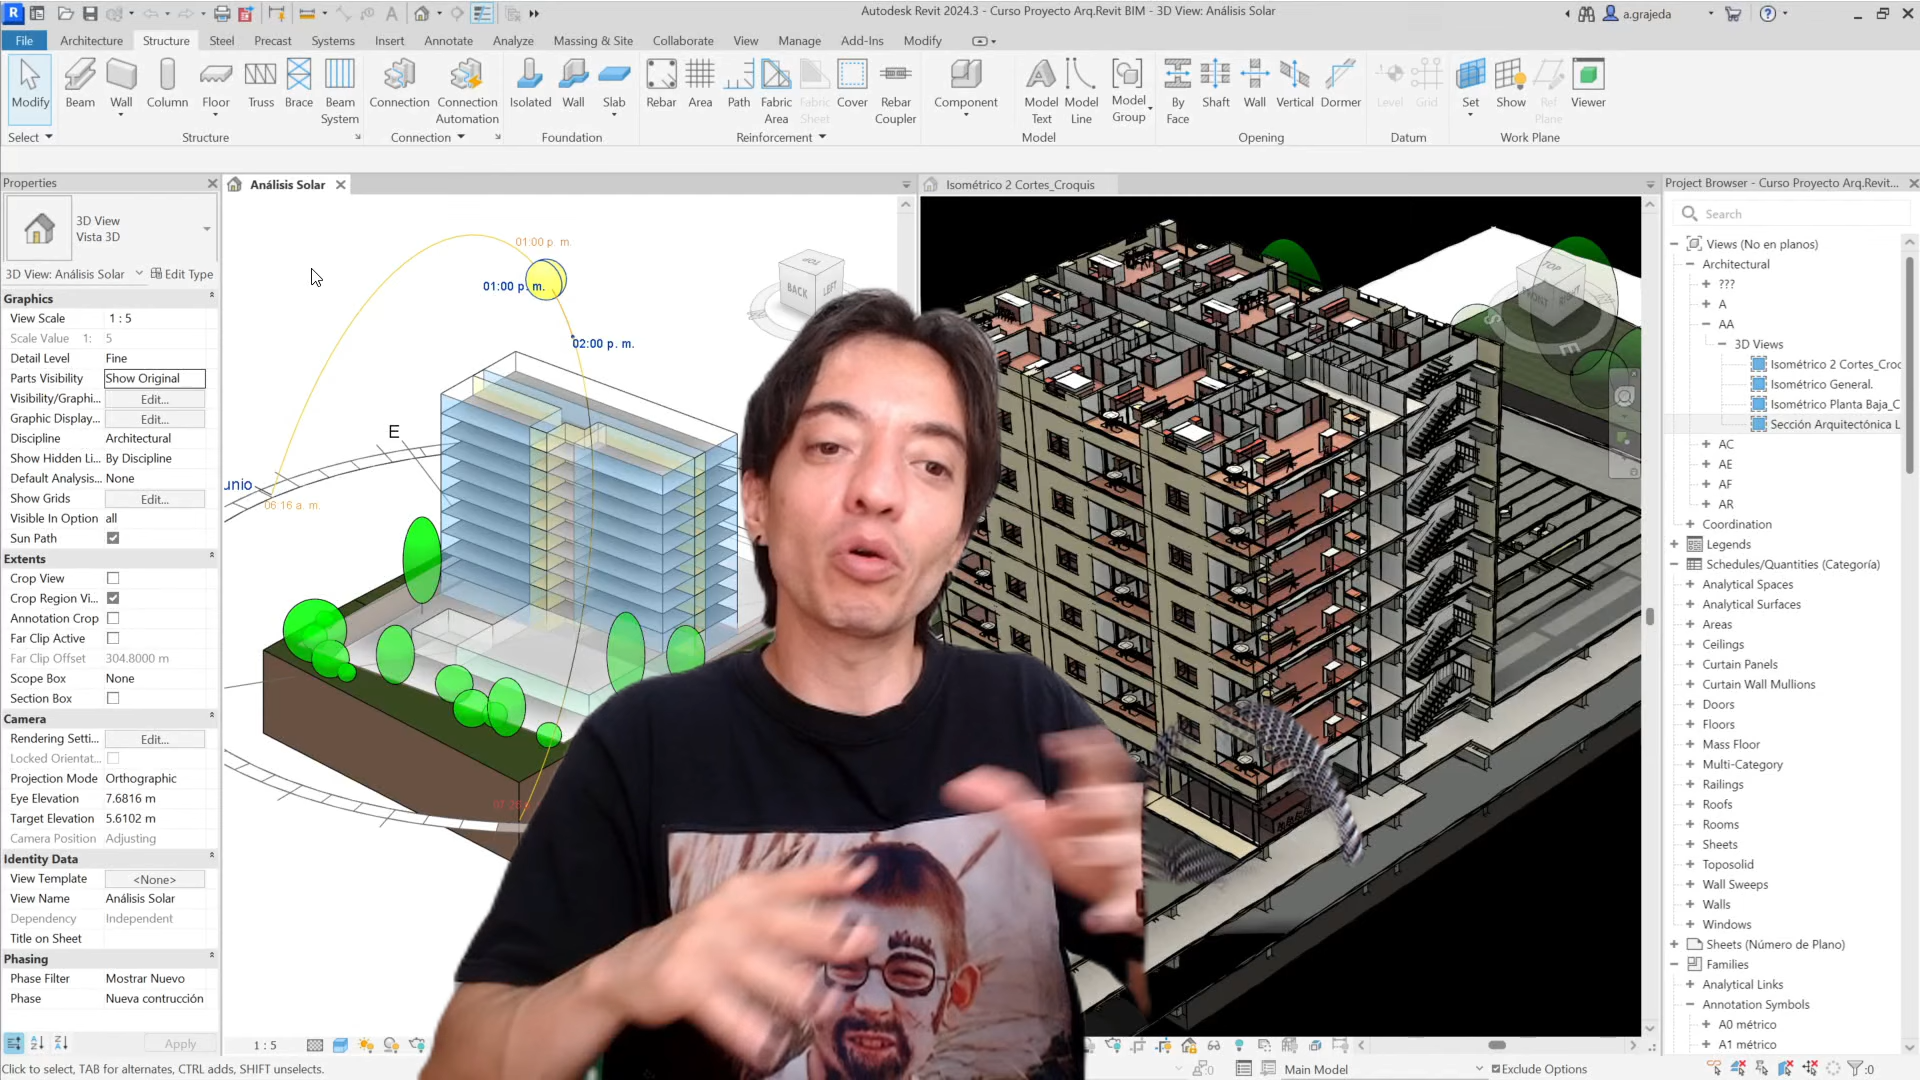 Autodesk Revit 2024.3 - Curso Proyecto Arq.Revit BIM - 3D View: Análisis Solar
a.grajeda
File Architecture Structure Steel Precast Systems Insert Annotate Analyze Massing & Site Collaborate View Manage Add-Ins Modify
Modify Beam Wall Column Floor Truss Brace Beam System Connection Connection Automation Isolated Wall Slab Rebar Area Path Fabric Area Fabric Sheet Cover Rebar Coupler Component Model Text Model Line Model Group By Face Shaft Wall Vertical Dormer Level Grid Set Show Ref Plane Viewer
Select Structure Connection Foundation Reinforcement Model Opening Datum Work Plane
Properties
3D View
Vista 3D
3D View: Análisis Solar Edit Type
Graphics
View Scale 1 : 5
Scale Value 1: 5
Detail Level Fine
Parts Visibility Show Original
Visibility/Graphi... Edit...
Graphic Display... Edit...
Discipline Architectural
Show Hidden Li... By Discipline
Default Analysis... None
Show Grids Edit...
Visible In Option all
Sun Path
Extents
Crop View
Crop Region Vi...
Annotation Crop
Far Clip Active
Far Clip Offset 304.8000 m
Scope Box None
Section Box
Camera
Rendering Setti... Edit...
Locked Orientat...
Projection Mode Orthographic
Eye Elevation 7.6816 m
Target Elevation 5.6102 m
Camera Position Adjusting
Identity Data
View Template <None>
View Name Análisis Solar
Dependency Independent
Title on Sheet
Phasing
Phase Filter Mostrar Nuevo
Phase Nueva contrucción
Apply
Análisis Solar
01:00 p. m.
01:00 p. m.
02:00 p. m.
E
unio
06:16 a. m.
TOP
BACK
LEFT
1 : 5
Isométrico 2 Cortes_Croquis
TOP
FRONT
RIGHT
S
E
Project Browser - Curso Proyecto Arq.Revit...
Search
Views (No en planos)
Architectural
???
A
AA
3D Views
Isométrico 2 Cortes_Croc
Isométrico General.
Isométrico Planta Baja_C
Sección Arquitectónica L
AC
AE
AF
AR
Coordination
Legends
Schedules/Quantities (Categoría)
Analytical Spaces
Analytical Surfaces
Areas
Ceilings
Curtain Panels
Curtain Wall Mullions
Doors
Floors
Mass Floor
Multi-Category
Railings
Roofs
Rooms
Sheets
Toposolid
Wall Sweeps
Walls
Windows
Sheets (Número de Plano)
Families
Analytical Links
Annotation Symbols
A0 métrico
A1 métrico
Click to select, TAB for alternates, CTRL adds, SHIFT unselects.
:0
Main Model
Exclude Options
:0